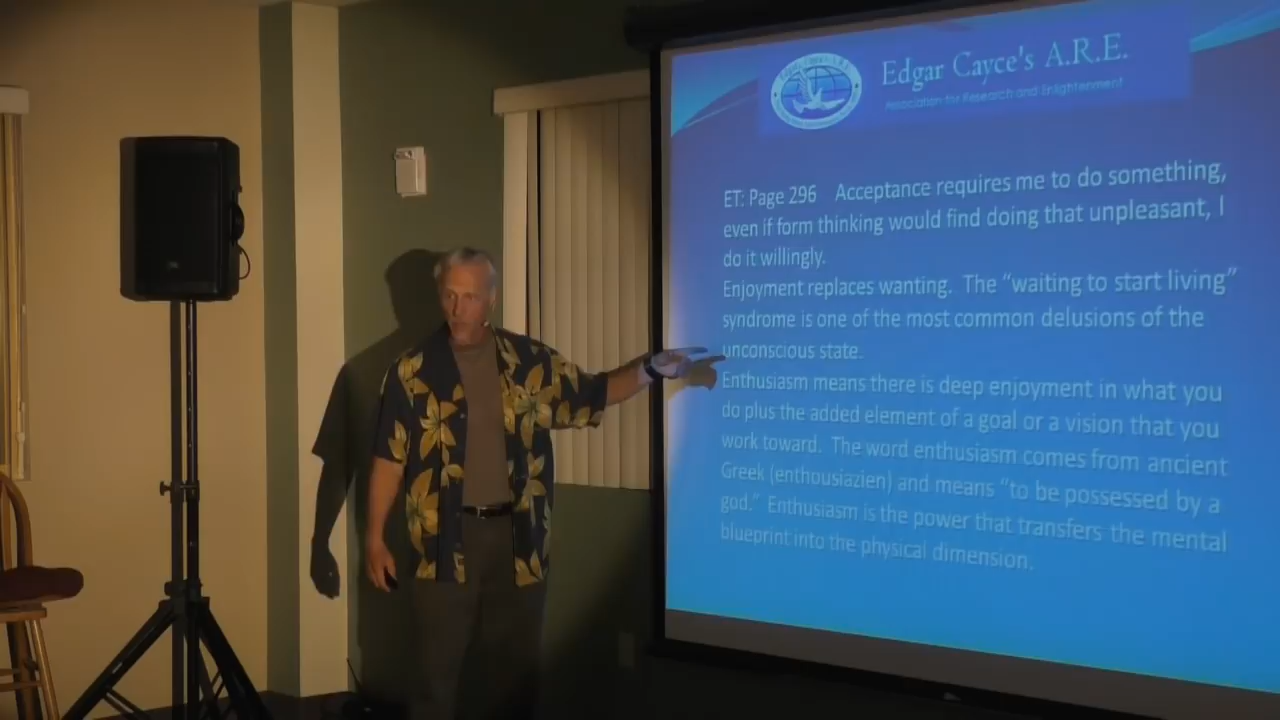 Edgar Cayce's A.R.E.
Association for Research and Enlightenment
ET: Page 296 Acceptance requires me to do something,
even if form thinking would find doing that unpleasant, I
do it willingly.
Enjoyment replaces wanting. The “waiting to start living”
syndrome is one of the most common delusions of the
unconscious state.
Enthusiasm means there is deep enjoyment in what you
do plus the added element of a goal or a vision that you
work toward. The word enthusiasm comes from ancient
Greek (enthousiazien) and means “to be possessed by a
god.” Enthusiasm is the power that transfers the mental
blueprint into the physical dimension.